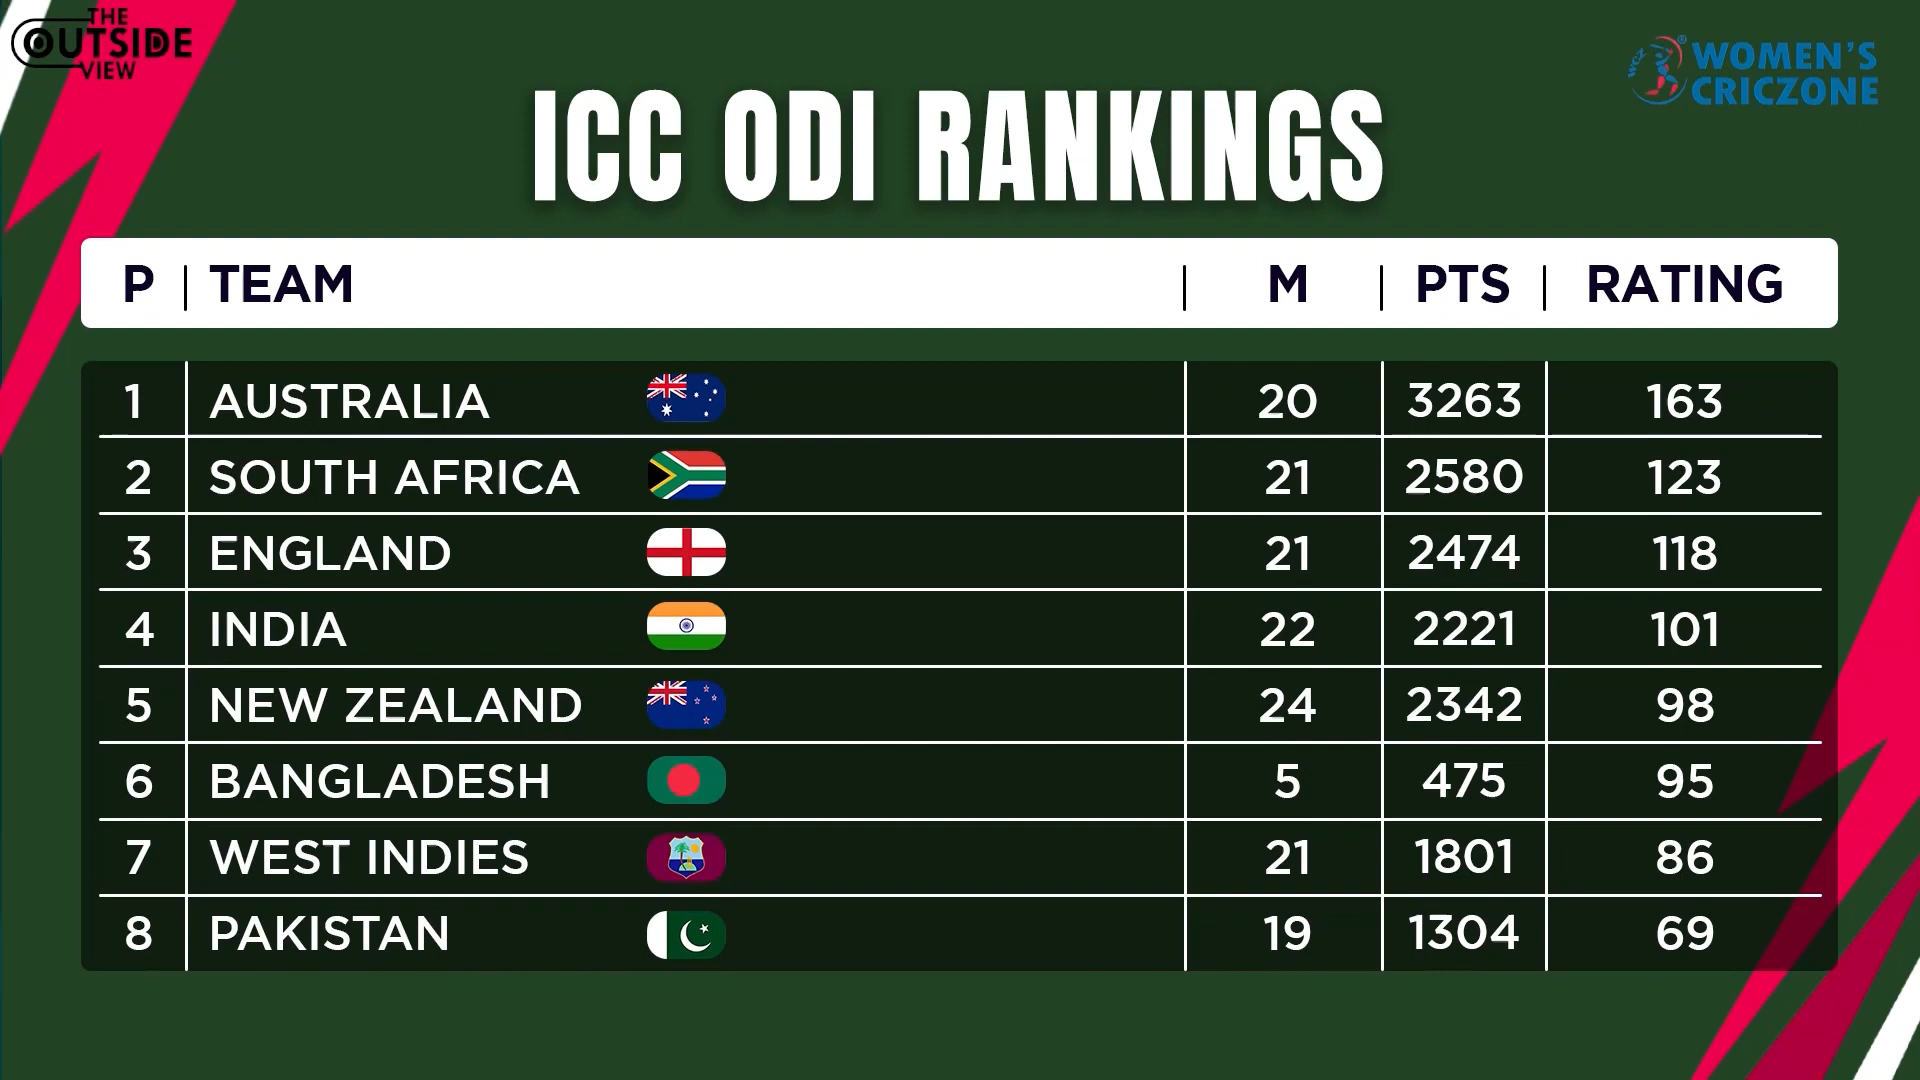 THE
OUTSIDE
VIEW
WCZ
®
WOMEN'S
CRICZONE
ICC ODI RANKINGS
P TEAM M PTS RATING
1 AUSTRALIA 20 3263 163
2 SOUTH AFRICA 21 2580 123
3 ENGLAND 21 2474 118
4 INDIA 22 2221 101
5 NEW ZEALAND 24 2342 98
6 BANGLADESH 5 475 95
7 WEST INDIES 21 1801 86
8 PAKISTAN 19 1304 69